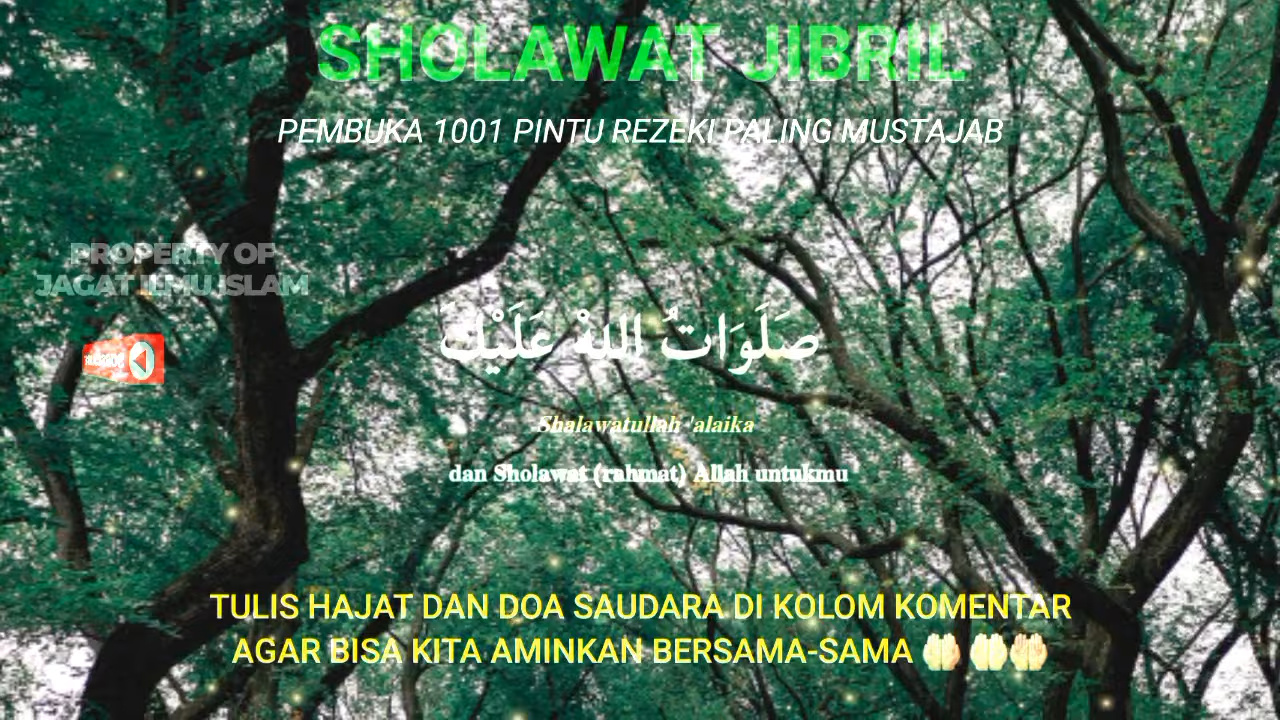 SHOLAWAT JIBRIL
PEMBUKA 1001 PINTU REZEKI PALING MUSTAJAB
PROPERTY OF
JAGAT ILMU ISLAM
صَلَوَاتُ اللهْ عَلَيْكَ
Shalawatullah 'alaika
dan Sholawat (rahmat) Allah untukmu
TULIS HAJAT DAN DOA SAUDARA DI KOLOM KOMENTAR
AGAR BISA KITA AMINKAN BERSAMA-SAMA 🤲🏻 🤲🏻🤲🏻